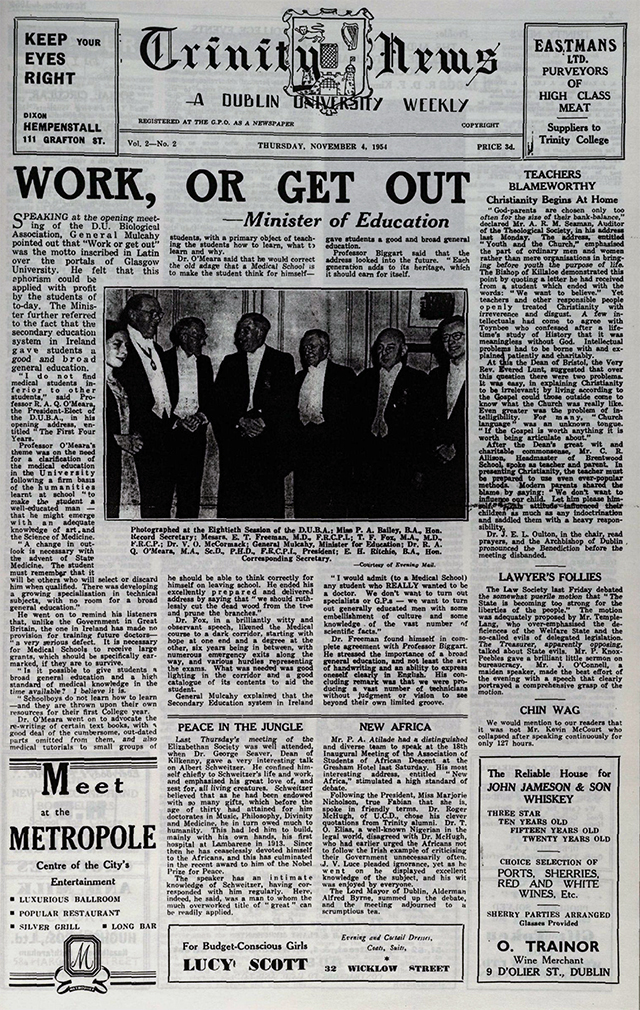 KEEP YOUR
EYES
RIGHT
DIXON
HEMPENSTALL
111 GRAFTON ST.
Trinity News
A DUBLIN UNIVERSITY WEEKLY
REGISTERED AT THE G.P.O. AS A NEWSPAPER
COPYRIGHT
EASTMANS
LTD.
PURVEYORS
OF
HIGH CLASS
MEAT
Suppliers to
Trinity College
Vol. 2—No. 2
THURSDAY, NOVEMBER 4, 1954
PRICE 3d.
WORK, OR GET OUT
—Minister of Education
SPEAKING at the opening meet-
ing of the D.U. Biological
Association, General Mulcahy
pointed out that "Work or get out"
was the motto inscribed in Latin
over the portals of Glasgow
University. He felt that this
ephorism could be
applied with profit
by the students of
to-day. The Minis-
ter further referred
to the fact that the
secondary education
system in Ireland
gave students a
good and broad
general education.
"I do not find
medical students in-
ferior to other
students," said Pro-
fessor R. A. Q. O'Meara,
the President-Elect of
the D.U.B.A., in his
opening address, en-
titled "The First Four
Years.
Professor O'Meara's
theme was on the need
for a clarification of
the medical education
in the University
following a firm basis
of the humanities
learnt at school "to
make the student a
well-educated man —
that he might emerge
with an adequate
knowledge of art, and
the Science of Medicine.
"A change in out-
look is necessary with
the advent of State
Medicine. The student
must remember that it
will be others who will select or discard
him when qualified. There was developing
a growing specialisation in technical
subjects, with no room for a broad
general education."
He went on to remind his listeners
that, unlike the Government in Great
Britain, the one in Ireland has made no
provision for training future doctors—
"a very serious defect. It is necessary
for Medical Schools to receive large
grants, which should be specifically ear-
marked, if they are to survive.
"Is it possible to give students a
broad general education and a high
standard of medical knowledge in the
time available? I believe it is.
"Schoolboys do not learn how to learn
—and they are thrown upon their own
resources for their first College year.
Dr. O'Meara went on to advocate the
re-writing of certain text books, with a
good deal of the cumbersome, out-dated
parts omitted from them, and also
medical tutorials to small groups of
students, with a primary object of teach-
ing the students how to learn, what to
learn and why.
Dr. O'Meara said that he would correct
the old adage that a Medical School is
to make the student think for himself—
gave students a good and broad general
education.
Professor Biggart said that the
address looked into the future. "Each
generation adds to its heritage, which
it should earn for itself.
Photographed at the Eightieth Session of the D.U.B.A.: Miss P. A. Bailey, B.A., Hon.
Record Secretary; Messrs. E. T. Freeman, M.D., F.R.C.P.I.; T. F. Fox, M.A., M.D.,
F.R.C.P.; Dr. V. O. McCormack; General Mulcahy, Minister for Education; Dr. R. A.
Q. O'Meara, M.A., Sc.D., P.H.D., F.R.C.P.I., President; E. H. Ritchie, B.A., Hon.
Corresponding Secretary.
—Courtesy of Evening Mail.
he should be able to think correctly for
himself on leaving school. He ended his
excellently prepared and delivered
address by saying that "we should ruth-
lessly cut the dead wood from the tree
and prune the branches."
Dr. Fox, in a brilliantly witty and
observant speech, likened the Medical
course to a dark corridor, starting with
hope at one end and a degree at the
other, six years being in between, with
numerous emergency exits along the
way, and various hurdles representing
the exams. What was needed was good
lighting in the corridor and a good
catalogue of its contents to aid the
student.
General Mulcahy explained that the
Secondary Education system in Ireland
"I would admit (to a Medical School)
any student who REALLY wanted to be
a doctor. We don't want to turn out
specialists or G.P.s — we want to turn
out generally educated men with some
embellishment of culture and some
knowledge of the vast number of
scientific facts."
Dr. Freeman found himself in com-
plete agreement with Professor Biggart.
He stressed the importance of a broad
general education, and not least the art
of handwriting and an ability to express
oneself clearly in English. His con-
cluding remark was that we were pro-
ducing a vast number of technicians
without judgment or vision to see
beyond their own limited groove.
TEACHERS
BLAMEWORTHY
Christianity Begins At Home
"God-parents are chosen only too
often for the size of their bank-balance,"
declared Mr. A. R. M. Seaman, Auditor
of the Theological Society, in his address
last Monday. The address, entitled
"Youth and the Church," emphasised
the part of ordinary men and women
rather than mere organisations in bring-
ing before youth the purpose of life.
The Bishop of Killaloe demonstrated this
point by quoting a letter he had received
from a student which ended with the
words: "We want to believe." Yet
teachers and other responsible people
openly treated Christianity with
irreverence and disgust. A few in-
tellectuals had come to agree with
Toynbee who confessed after a life-
time's study of History that it was
meaningless without God. Intellectual
problems had to be borne with and ex-
plained patiently and charitably.
At this the Dean of Bristol, the Very
Rev. Evered Lunt, suggested that over
this question there were two problems.
It was easy, in explaining Christianity
to be irrelevant; by living according to
the Gospel could those outside come to
know what the Church was really like.
Even greater was the problem of in-
telligibility. For many, "Church
language" was an unknown tongue.
"If the Gospel is worth anything it is
worth being articulate about."
After the Dean's great wit and
charitable commonsense, Mr. C. R.
Allison, Headmaster of Brentwood
School, spoke as teacher and parent. In
presenting Christianity, the teacher must
be prepared to use even ever-popular
methods. Modern parents shared the
blame by saying: "We don't want to
influence our child. Let him please him-
self." This attitude influenced their
children as much as any indoctrination
and saddled them with a heavy respon-
sibility.
Dr. J. E. L. Oulton, in the chair, read
prayers, and the Archbishop of Dublin
pronounced the Benediction before the
meeting disbanded.
LAWYER'S FOLLIES
The Law Society last Friday debated
the somewhat puerile motion that "The
State is becoming too strong for the
liberties of the people." The motion
was adequately proposed by Mr. Temple-
Lang, who over-emphasised the de-
ficiences of the Welfare State and the
so-called evils of delegated legislation.
The Treasurer, apparently opposing,
talked about State evils. Mr. P. Knox-
Peebles gave a brilliant little sermon on
bureaucracy. Mr. J. O'Connell, a
maiden speaker, made the best effort of
the evening with a speech that clearly
portrayed a comprehensive grasp of the
motion.
CHIN WAG
We would mention to our readers that
it was not Mr. Kevin McCourt who
collapsed after speaking continuously for
only 127 hours.
PEACE IN THE JUNGLE
Last Thursday's meeting of the
Elizabethan Society was well attended,
when Dr. George Seaver, Dean of
Kilkenny, gave a very interesting talk
on Albert Schweitzer. He confined him-
self chiefly to Schweitzer's life and work,
and emphasised his great love of, and
zest for, all living creatures. Schweitzer
believed that as he had been endowed
with so many gifts, which before the
age of thirty had attained for him
doctorates in Music, Philosophy, Divinity
and Medicine, he in turn owed much to
humanity. This had led him to build,
mainly with his own hands, his first
hospital at Lambarene in 1913. Since
then he has ceaselessly devoted himself
to the Africans, and this has culminated
in the recent award to him of the Nobel
Prize for Peace.
The speaker has an intimate
knowledge of Schweitzer, having cor-
responded with him regularly. Here,
indeed, he said, was a man to whom the
much overworked title of "great" can
be readily applied.
NEW AFRICA
Mr. P. A. Atilade had a distinguished
and diverse team to speak at the 18th
Inaugural Meeting of the Association of
Students of African Descent at the
Gresham Hotel last Saturday. His most
interesting address, entitled "New
Africa," stimulated a high standard of
debate.
Following the President, Miss Marjorie
Nicholson, true Fabian that she is,
spoke in friendly terms. Dr. Roger
McHugh, of U.C.D., chose his clever
quotations from Trinity alumni. Dr. T.
O. Elias, a well-known Nigerian in the
legal world, disagreed with Dr. McHugh,
who had earlier urged the Africans not
to follow the Irish example of criticising
their Government unnecessarily often.
J. V. Luce pleaded ignorance, yet as he
went on he displayed excellent
knowledge of the subject, and his wit
was enjoyed by everyone.
The Lord Mayor of Dublin, Alderman
Alfred Byrne, summed up the debate,
and the meeting adjourned to a
scrumptious tea.
Meet
at the
METROPOLE
Centre of the City's
Entertainment
LUXURIOUS BALLROOM
POPULAR RESTAURANT
SILVER GRILL
LONG BAR
M
For Budget-Conscious Girls
LUCY SCOTT
Evening and Coctail Dresses,
Coats, Suits,
32 WICKLOW STREET
The Reliable House for
JOHN JAMESON & SON
WHISKEY
THREE STAR
TEN YEARS OLD
FIFTEEN YEARS OLD
TWENTY YEARS OLD
CHOICE SELECTION OF
PORTS, SHERRIES,
RED AND WHITE
WINES, Etc.
SHERRY PARTIES ARRANGED
Glasses Provided
O. TRAINOR
Wine Merchant
9 D'OLIER ST., DUBLIN